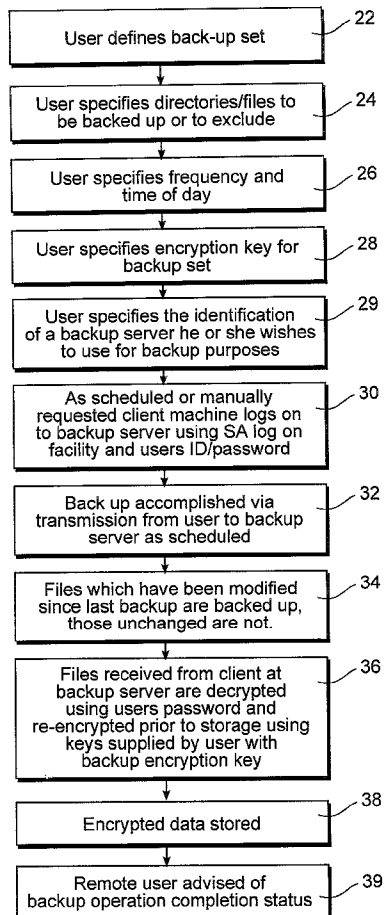 User defines back-up set
22
User specifies directories/files to
be backed up or to exclude
24
User specifies frequency and
time of day
26
User specifies encryption key for
backup set
28
User specifies the identification
of a backup server he or she wishes
to use for backup purposes
29
As scheduled or manually
requested client machine logs on
to backup server using SA log on
facility and users ID/password
30
Back up accomplished via
transmission from user to backup
server as scheduled
32
Files which have been modified
since last backup are backed up,
those unchanged are not.
34
Files received from client at
backup server are decrypted
using users password and
re-encrypted prior to storage using
keys supplied by user with
backup encryption key
36
Encrypted data stored
38
Remote user advised of
backup operation completion status
39